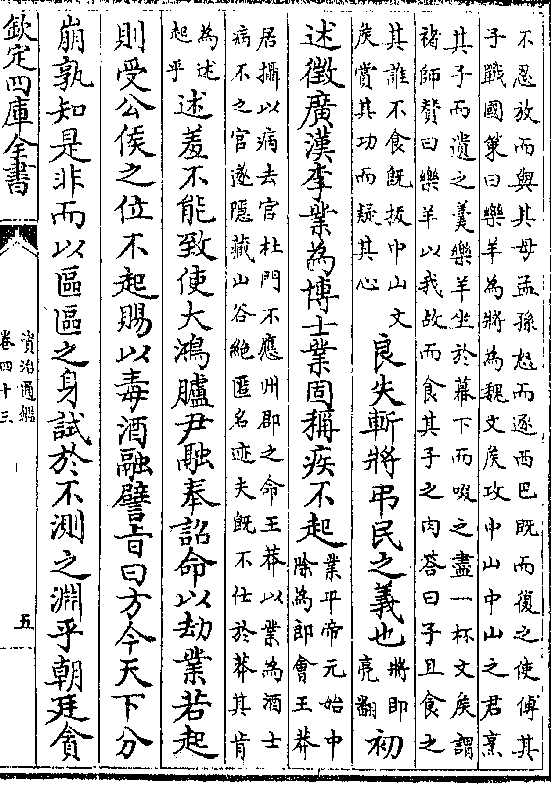 不忍放而與其母孟孫怒而逐西巴既而復之使傅其
子戰國策曰樂羊為將為魏文侯攻中山中山之君烹
其子而遺之羮樂羊坐於幕下而啜之盡一杯文侯謂
褚師贊曰樂羊以我故而食其子之肉答曰子且食之
其誰不食既拔中山文
侯賞其功而疑其心
良失斬將弔民之義也
將即
亮翻
初
述徵廣漢李業為博士業固稱疾不起
業平帝元始中
除為郎會王莽
居攝以病去官杜門不應州郡之命王莽以業為酒士
病不之官遂隱藏山谷絶匿名迹夫既不仕於莽其肯
為述
起乎
述羞不能致使大鴻臚尹融奉詔命以劫業若起
則受公侯之位不起賜以毒酒融譬㫖曰方今天下分
崩孰知是非而以區區之身試於不測之淵乎朝廷貪
欽定四庫全書
資治通鑑
卷四十三
五